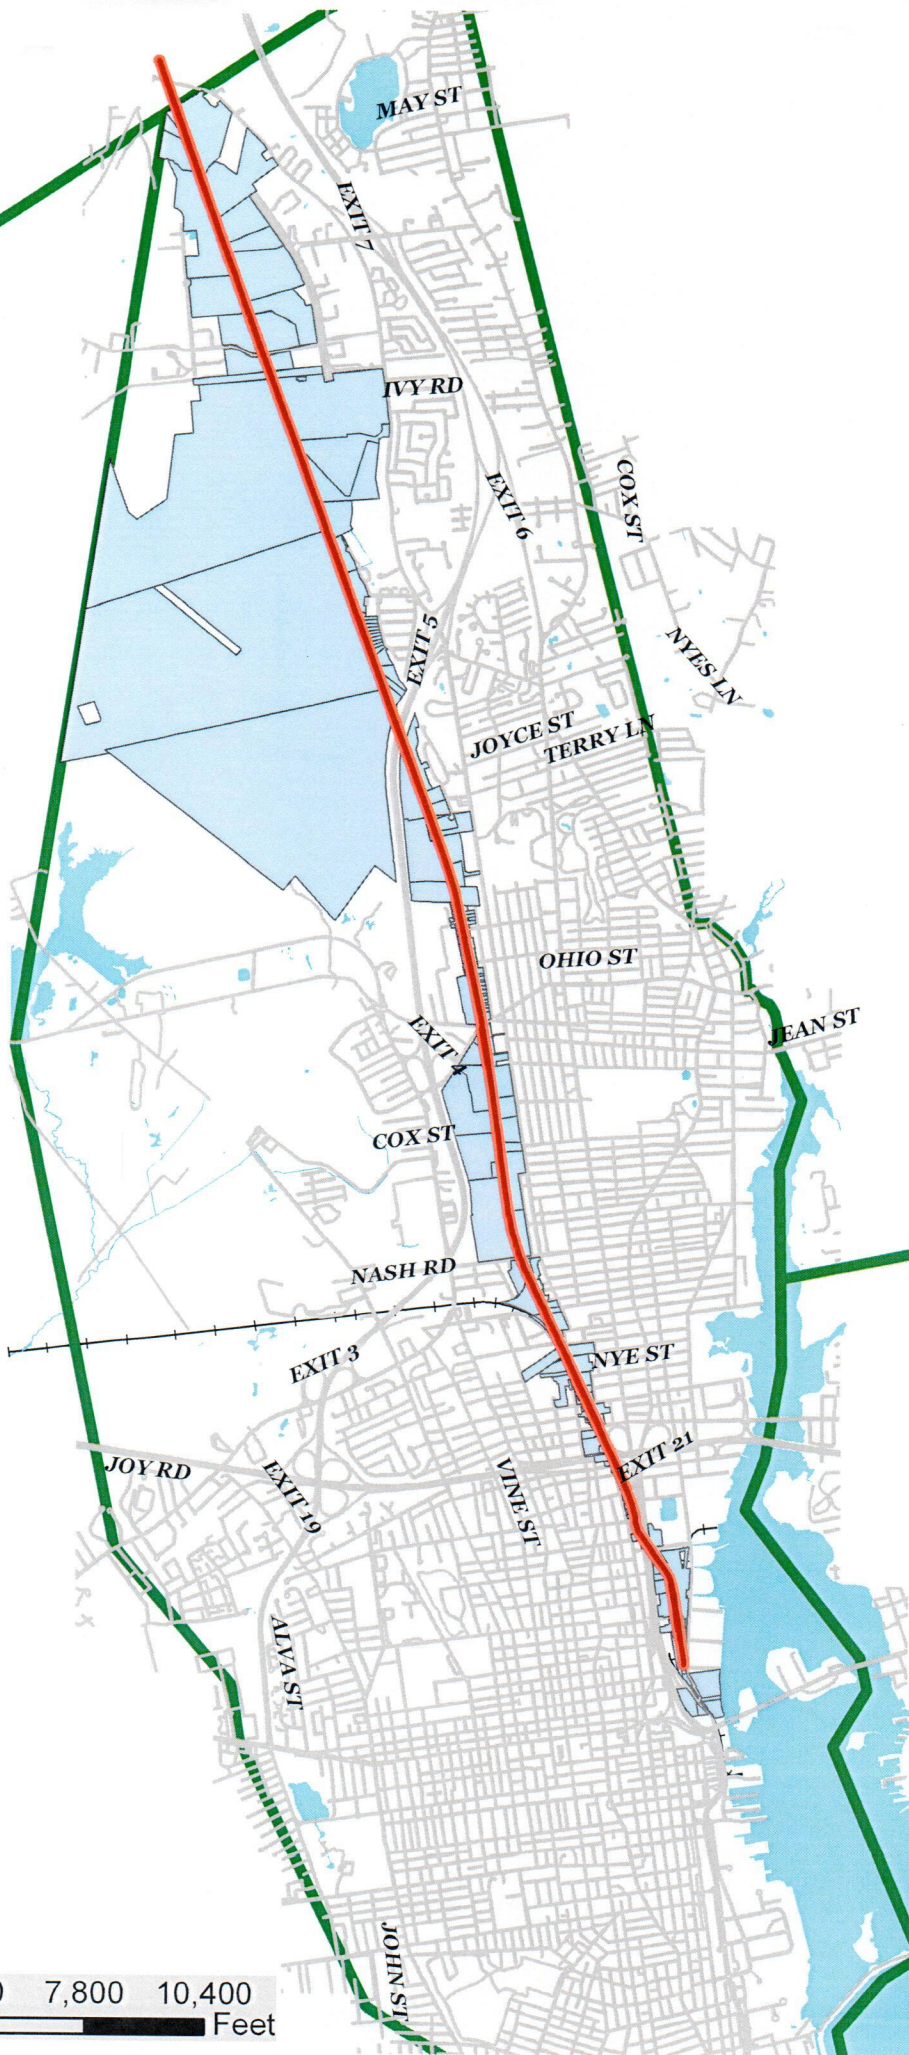 MAY ST
EXIT 7
IVY RD
COX ST
EXIT 6
EXIT 5
NYES LN
JOYCE ST
TERRY LN
OHIO ST
JEAN ST
EXIT 4
COX ST
NASH RD
EXIT 3
NYE ST
EXIT 21
JOY RD
EXIT 19
VINE ST
ALVA ST
JOHN ST
7,800 10,400
Feet